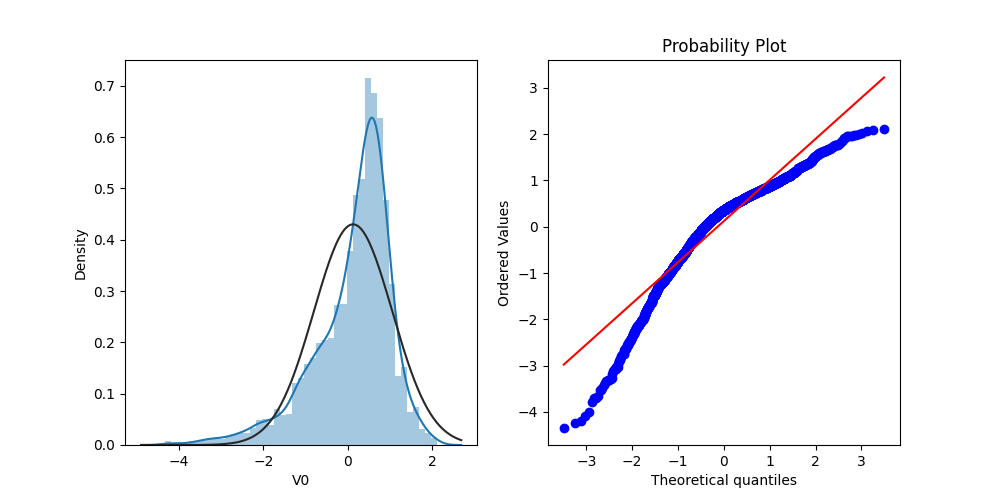 0.7
0.6
0.5
0.4
0.3
0.2
0.1
0.0
Density
−4 −2 0 2
V0
Probability Plot
3
2
1
0
−1
−2
−3
−4
Ordered Values
−3 −2 −1 0 1 2 3
Theoretical quantiles